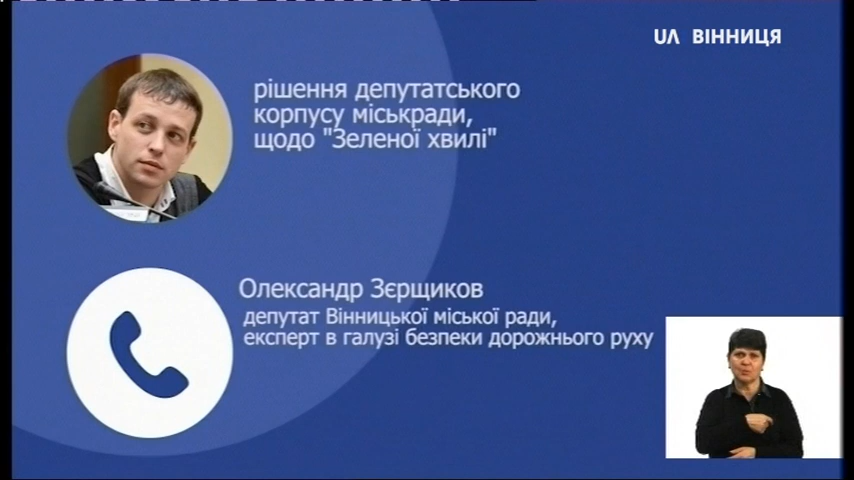 UA ВІННИЦЯ
рішення депутатського
корпусу міськради,
щодо "Зеленої хвилі"
Олександр Зєрщиков
депутат Вінницької міської ради,
експерт в галузі безпеки дорожнього руху